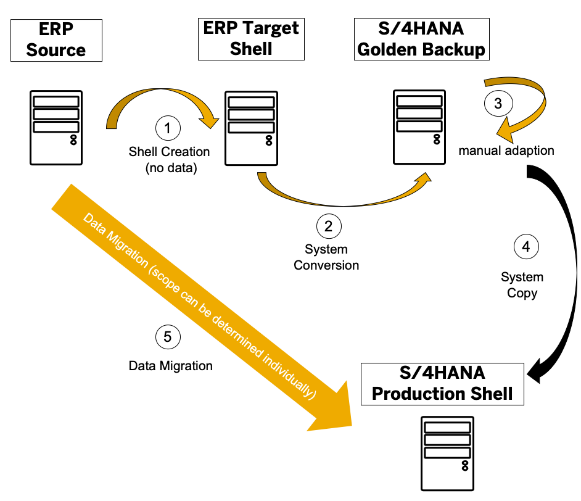 ERP
Source
ERP Target
Shell
S/4HANA
Golden Backup
1
Shell Creation
(no data)
3
manual adaption
2
System
Conversion
4
System
Copy
Data Migration (scope can be determined individually)
5
Data Migration
S/4HANA
Production Shell